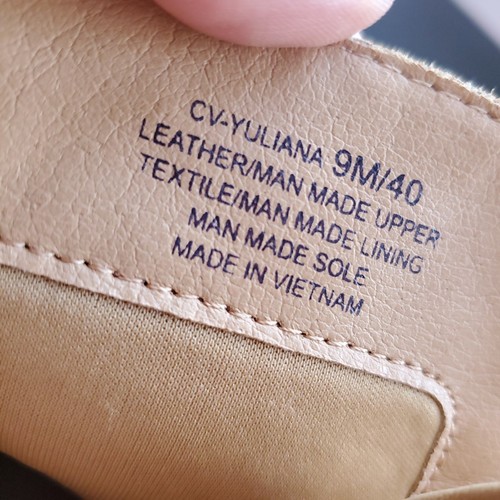 CV-YULIANA 9M/40
LEATHER/MAN MADE UPPER
TEXTILE/MAN MADE LINING
MAN MADE SOLE
MADE IN VIETNAM